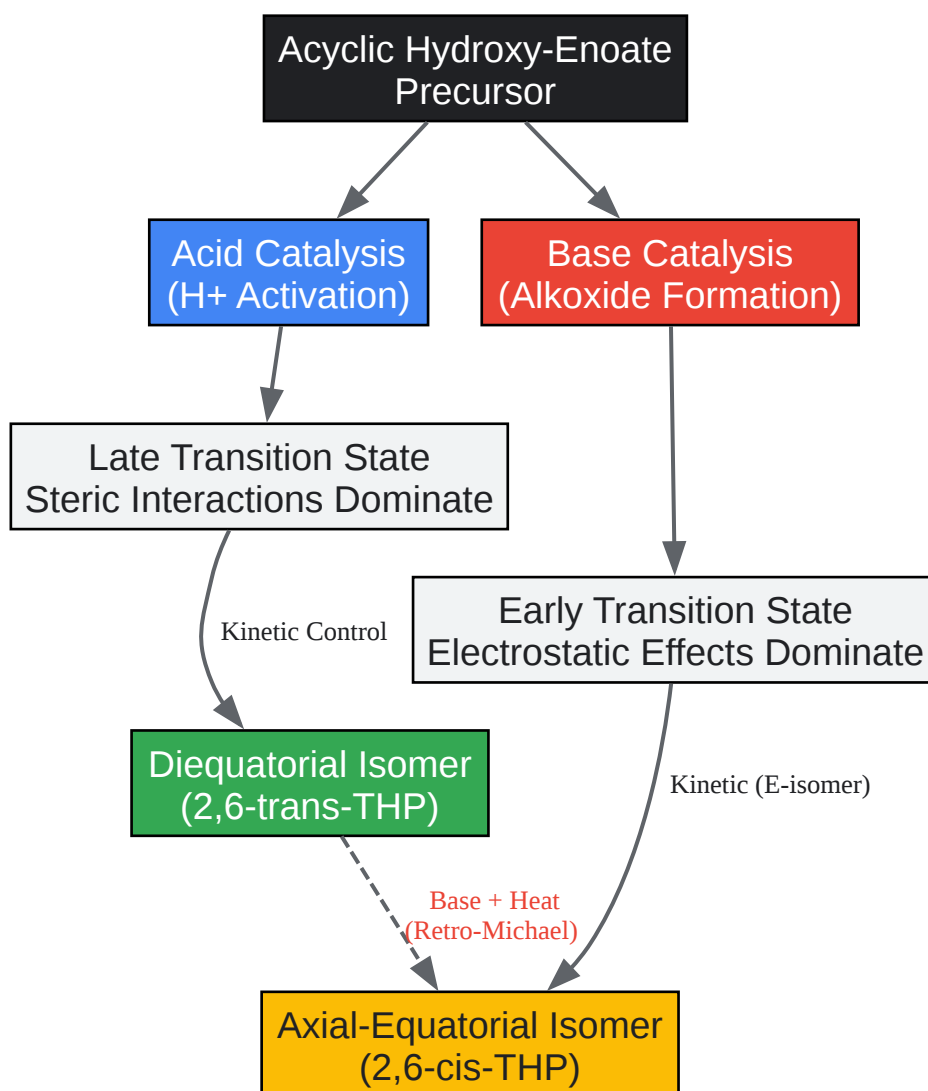 Acyclic Hydroxy-Enoate
Precursor
Acid Catalysis
(H+ Activation)
Base Catalysis
(Alkoxide Formation)
Late Transition State
Steric Interactions Dominate
Early Transition State
Electrostatic Effects Dominate
Kinetic Control
Diequatorial Isomer
(2,6-trans-THP)
Kinetic (E-isomer)
Base + Heat
(Retro-Michael)
Axial-Equatorial Isomer
(2,6-cis-THP)